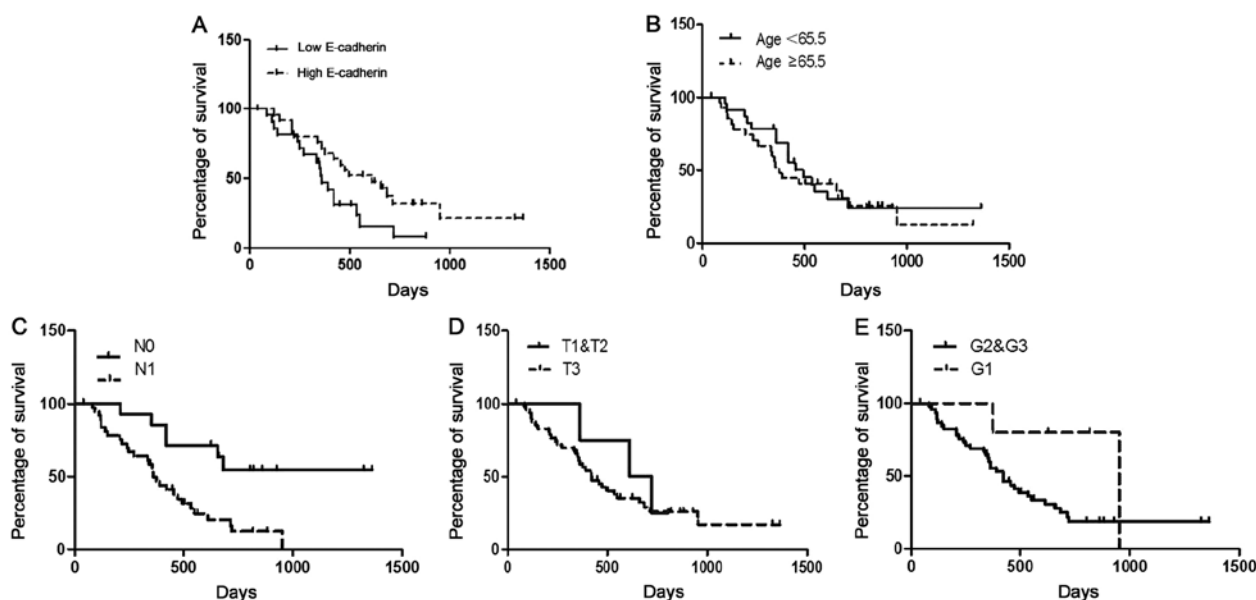 A
150
Low E-cadherin
High E-cadherin
100
50
0
Percentage of survival
0 500 1000 1500
Days
B
150
Age <65.5
Age ≥65.5
100
50
0
Percentage of survival
0 500 1000 1500
Days
C
150
N0
N1
100
50
0
Percentage of survival
0 500 1000 1500
Days
D
150
T1&T2
T3
100
50
0
Percentage of survival
0 500 1000 1500
Days
E
150
G2&G3
G1
100
50
0
Percentage of survival
0 500 1000 1500
Days